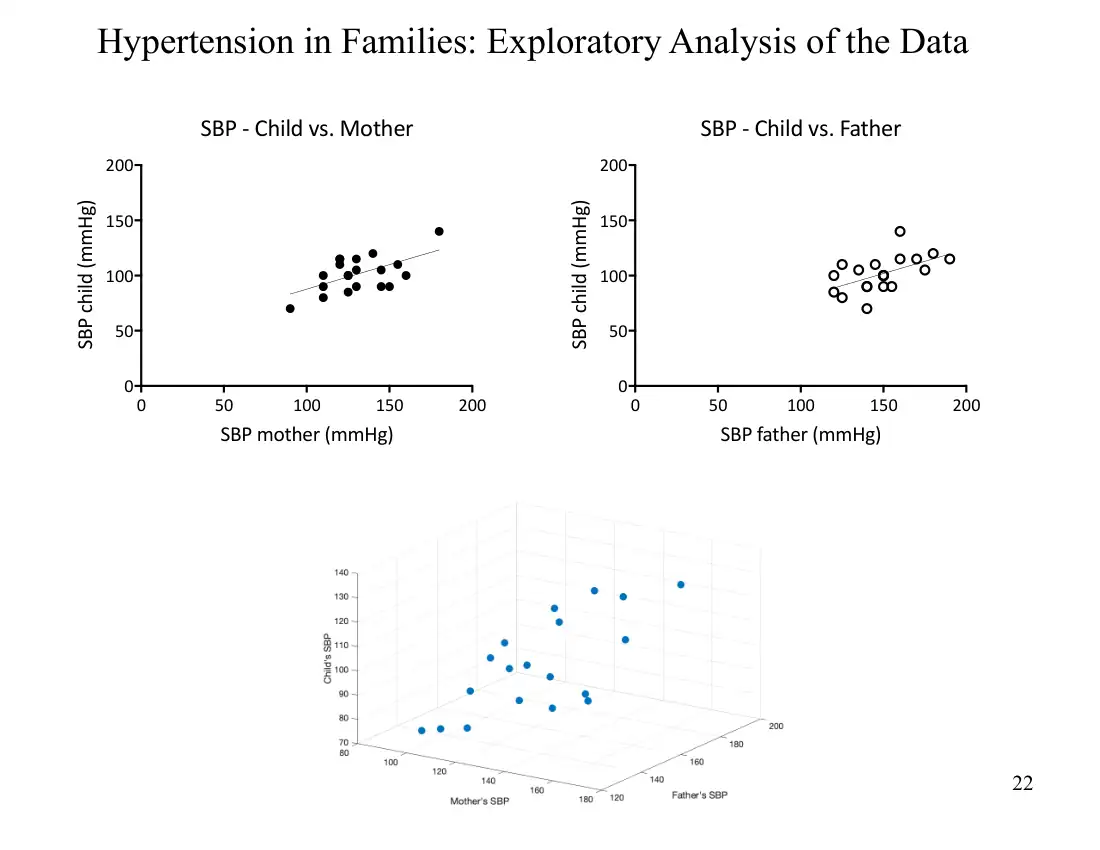 Hypertension in Families: Exploratory Analysis of the Data
SBP - Child vs. Mother
200
150
100
50
0
SBP child (mmHg)
0 50 100 150 200
SBP mother (mmHg)
SBP - Child vs. Father
200
150
100
50
0
SBP child (mmHg)
0 50 100 150 200
SBP father (mmHg)
140
130
120
110
100
90
80
70
Child's SBP
80 100 120 140 160 180
Mother's SBP
120 140 160 180 200
Father's SBP
22